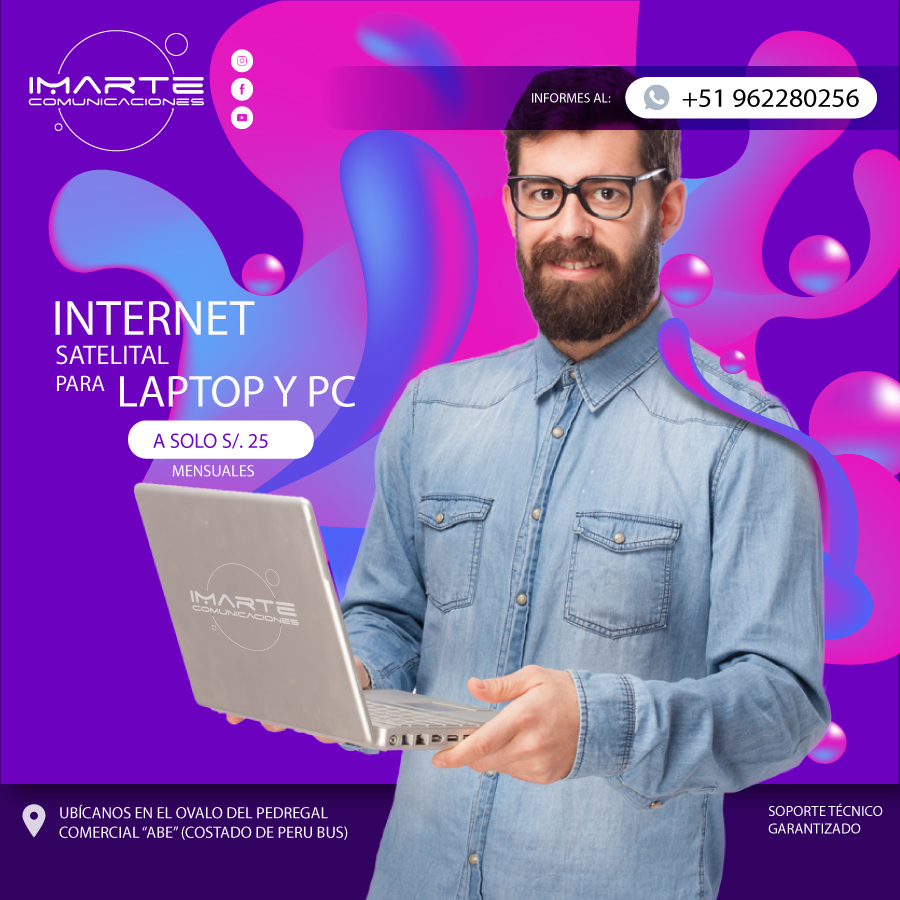 IMARTE
COMUNICACIONES
INFORMES AL:
+51 962280256
INTERNET
SATELITAL
PARA LAPTOP Y PC
A SOLO S/. 25
MENSUALES
IMARTE
COMUNICACIONES
UBÍCANOS EN EL OVALO DEL PEDREGAL
COMERCIAL “ABE” (COSTADO DE PERU BUS)
SOPORTE TÉCNICO
GARANTIZADO